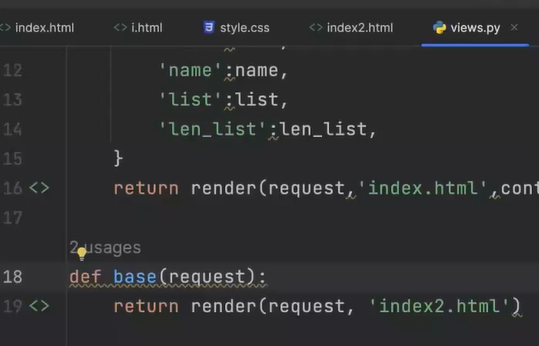 index.html i.html style.css index2.html views.py ×
12 'name':name,
13 'list':list,
14 'len_list':len_list,
15 }
16 <> return render(request,'index.html',cont
17
2 usages
18 def base(request):
19 <> return render(request, 'index2.html')